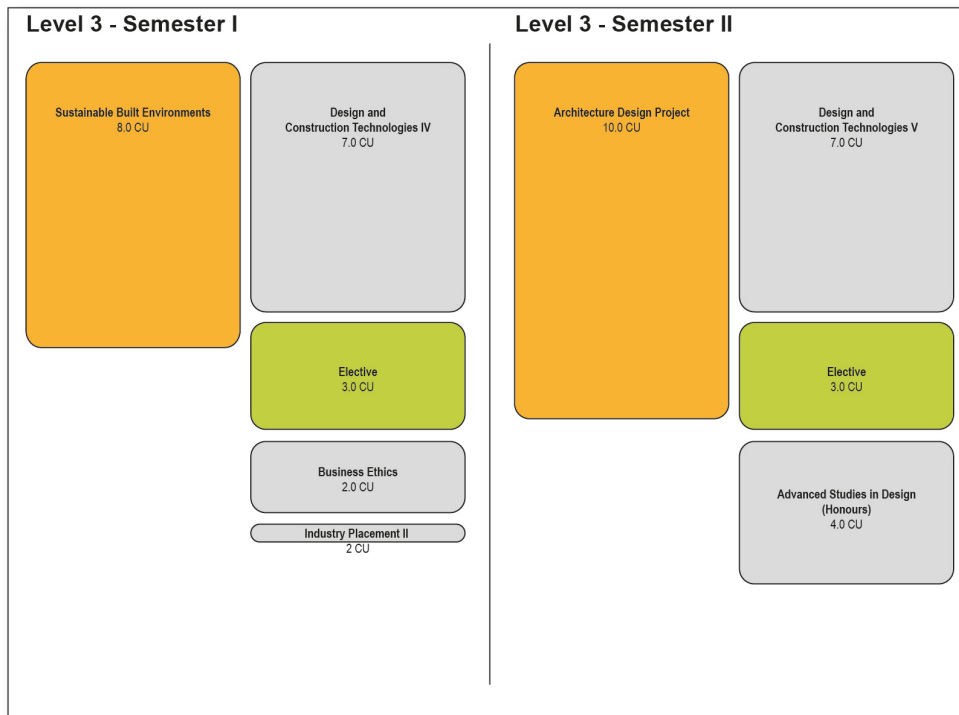 Level 3 - Semester I
Sustainable Built Environments
8.0 CU
Design and
Construction Technologies IV
7.0 CU
Elective
3.0 CU
Business Ethics
2.0 CU
Industry Placement II
2 CU
Level 3 - Semester II
Architecture Design Project
10.0 CU
Design and
Construction Technologies V
7.0 CU
Elective
3.0 CU
Advanced Studies in Design
(Honours)
4.0 CU